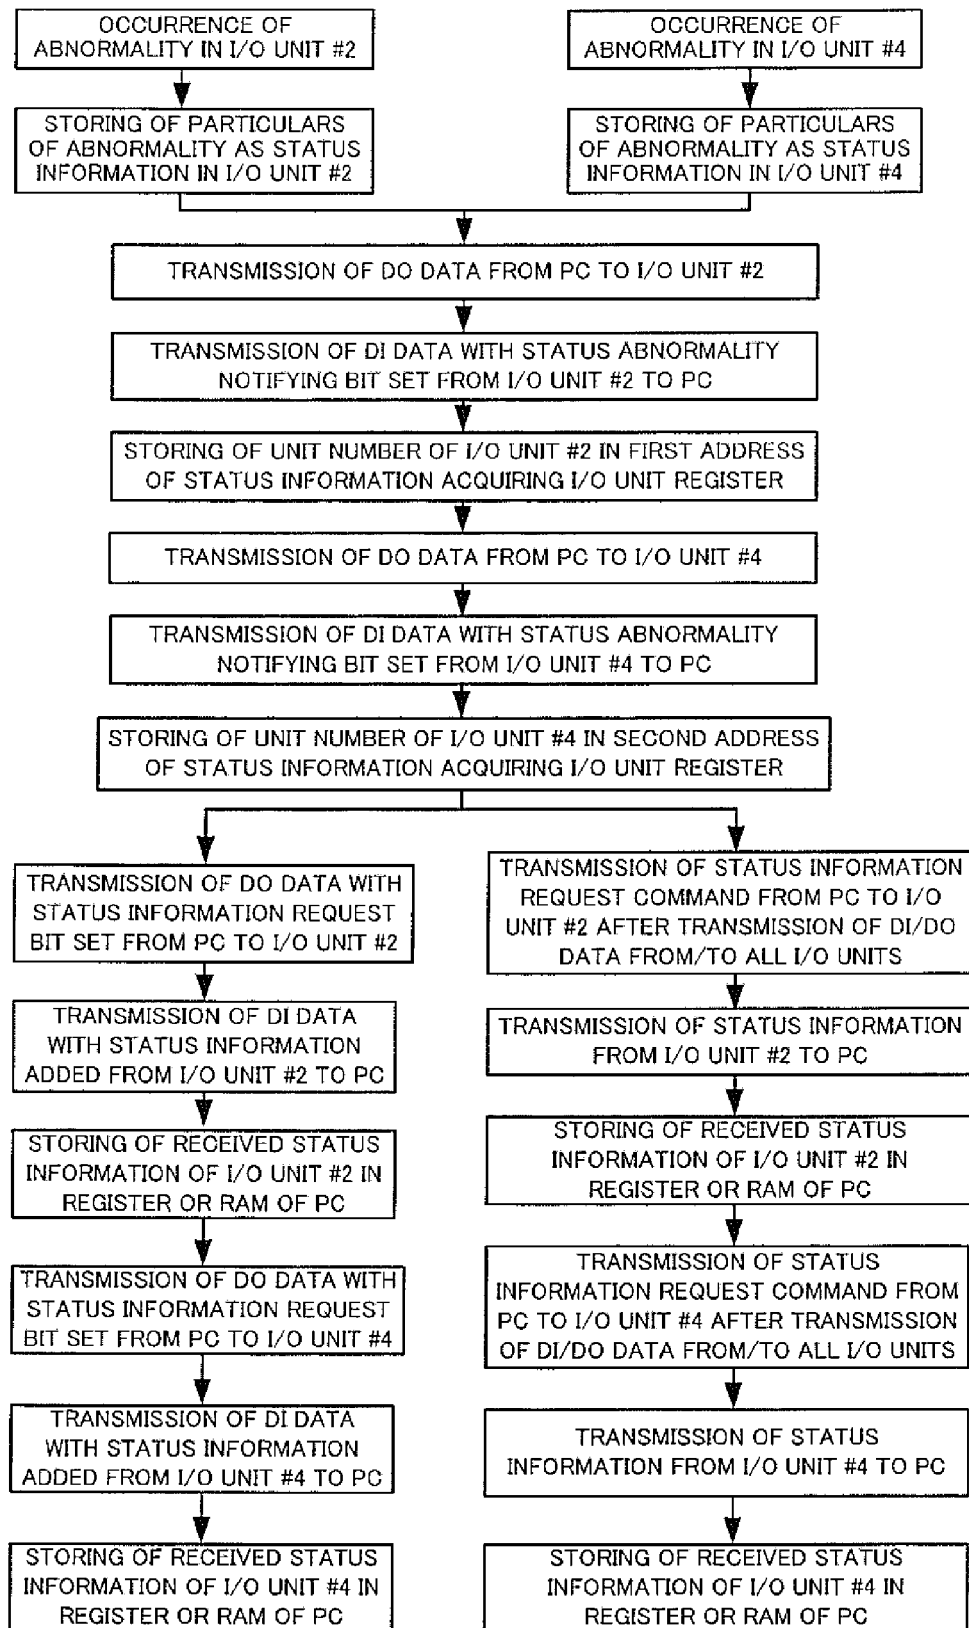 OCCURRENCE OF
ABNORMALITY IN I/O UNIT #2
OCCURRENCE OF
ABNORMALITY IN I/O UNIT #4
STORING OF PARTICULARS
OF ABNORMALITY AS STATUS
INFORMATION IN I/O UNIT #2
STORING OF PARTICULARS
OF ABNORMALITY AS STATUS
INFORMATION IN I/O UNIT #4
TRANSMISSION OF DO DATA FROM PC TO I/O UNIT #2
TRANSMISSION OF DI DATA WITH STATUS ABNORMALITY
NOTIFYING BIT SET FROM I/O UNIT #2 TO PC
STORING OF UNIT NUMBER OF I/O UNIT #2 IN FIRST ADDRESS
OF STATUS INFORMATION ACQUIRING I/O UNIT REGISTER
TRANSMISSION OF DO DATA FROM PC TO I/O UNIT #4
TRANSMISSION OF DI DATA WITH STATUS ABNORMALITY
NOTIFYING BIT SET FROM I/O UNIT #4 TO PC
STORING OF UNIT NUMBER OF I/O UNIT #4 IN SECOND ADDRESS
OF STATUS INFORMATION ACQUIRING I/O UNIT REGISTER
TRANSMISSION OF DO DATA WITH
STATUS INFORMATION REQUEST
BIT SET FROM PC TO I/O UNIT #2
TRANSMISSION OF DI DATA
WITH STATUS INFORMATION
ADDED FROM I/O UNIT #2 TO PC
STORING OF RECEIVED STATUS
INFORMATION OF I/O UNIT #2 IN
REGISTER OR RAM OF PC
TRANSMISSION OF DO DATA WITH
STATUS INFORMATION REQUEST
BIT SET FROM PC TO I/O UNIT #4
TRANSMISSION OF DI DATA
WITH STATUS INFORMATION
ADDED FROM I/O UNIT #4 TO PC
STORING OF RECEIVED STATUS
INFORMATION OF I/O UNIT #4 IN
REGISTER OR RAM OF PC
TRANSMISSION OF STATUS INFORMATION
REQUEST COMMAND FROM PC TO I/O
UNIT #2 AFTER TRANSMISSION OF DI/DO
DATA FROM/TO ALL I/O UNITS
TRANSMISSION OF STATUS INFORMATION
FROM I/O UNIT #2 TO PC
STORING OF RECEIVED STATUS
INFORMATION OF I/O UNIT #2 IN
REGISTER OR RAM OF PC
TRANSMISSION OF STATUS
INFORMATION REQUEST COMMAND FROM
PC TO I/O UNIT #4 AFTER TRANSMISSION
OF DI/DO DATA FROM/TO ALL I/O UNITS
TRANSMISSION OF STATUS
INFORMATION FROM I/O UNIT #4 TO PC
STORING OF RECEIVED STATUS
INFORMATION OF I/O UNIT #4 IN
REGISTER OR RAM OF PC